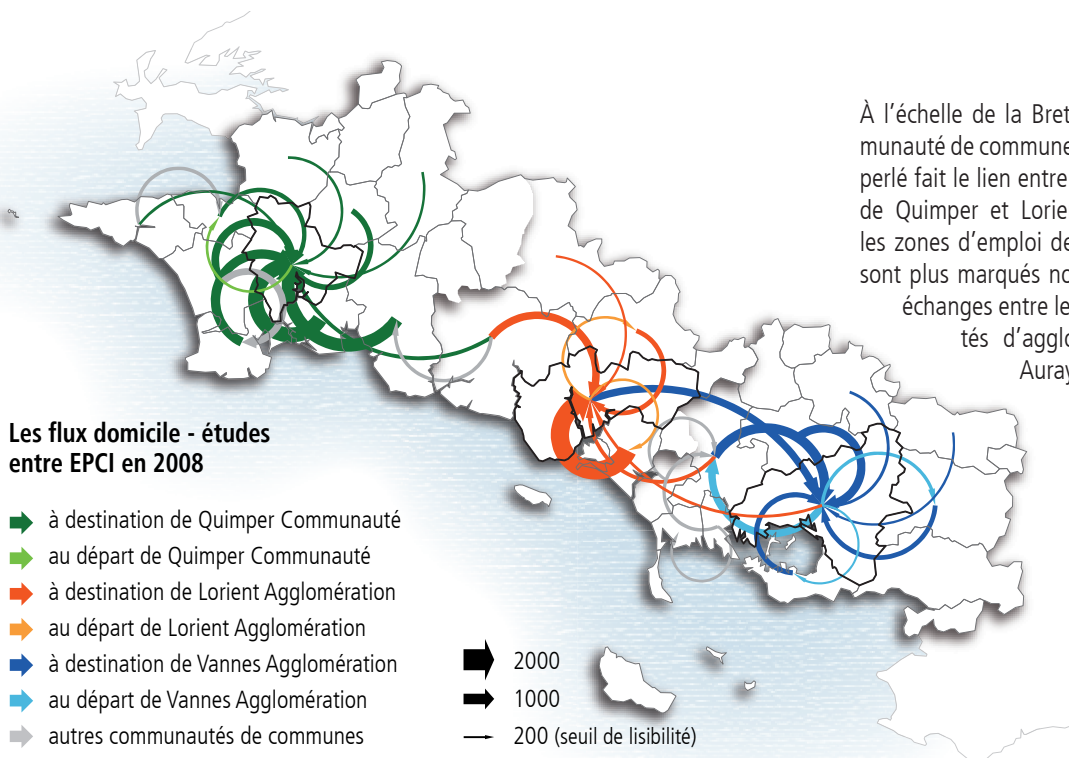 À l’échelle de la Bret
munauté de commune
perlé fait le lien entre
de Quimper et Lorie
les zones d’emploi de
sont plus marqués no
échanges entre le
tés d’agglo
Auray
Les flux domicile - études
entre EPCI en 2008
à destination de Quimper Communauté
au départ de Quimper Communauté
à destination de Lorient Agglomération
au départ de Lorient Agglomération
à destination de Vannes Agglomération
au départ de Vannes Agglomération
autres communautés de communes
2000
1000
200 (seuil de lisibilité)